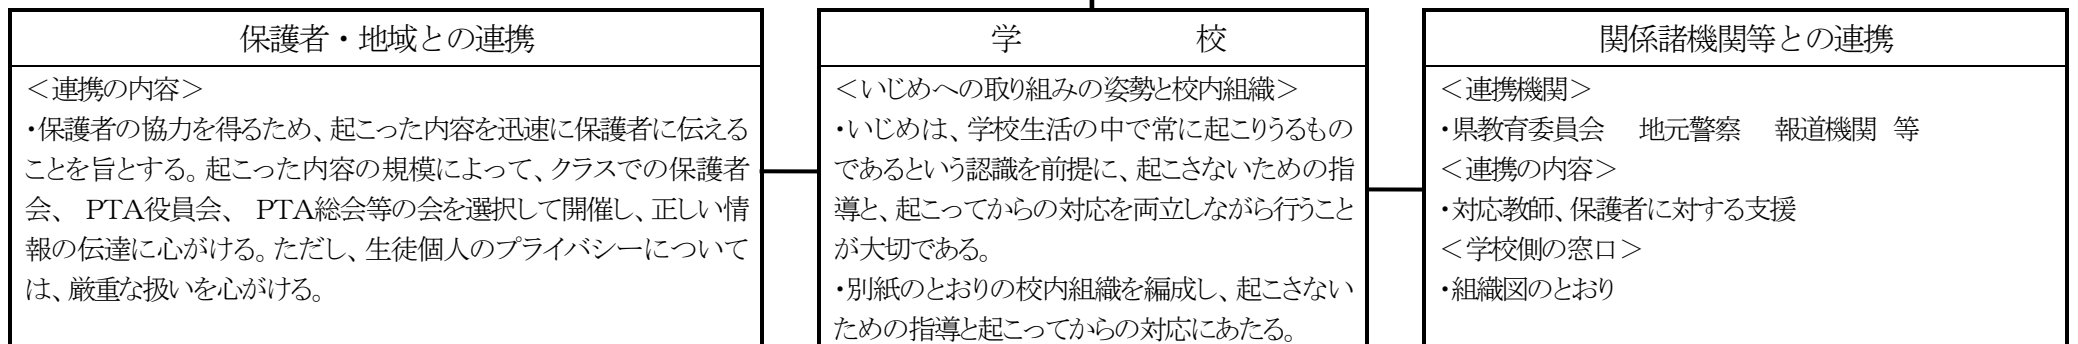 保護者・地域との連携
＜連携の内容＞
・保護者の協力を得るため、起こった内容を迅速に保護者に伝える
ことを旨とする。起こった内容の規模によって、クラスでの保護者
会、 PTA役員会、 PTA総会等の会を選択して開催し、正しい情
報の伝達に心がける。ただし、生徒個人のプライバシーについて
は、厳重な扱いを心がける。
学　　　　　　校
＜いじめへの取り組みの姿勢と校内組織＞
・いじめは、学校生活の中で常に起こりうるもの
であるという認識を前提に、起こさないための指
導と、起こってからの対応を両立しながら行うこと
が大切である。
・別紙のとおりの校内組織を編成し、起こさない
ための指導と起こってからの対応にあたる。
関係諸機関等との連携
＜連携機関＞
・県教育委員会　地元警察　報道機関 等
＜連携の内容＞
・対応教師、保護者に対する支援
＜学校側の窓口＞
・組織図のとおり